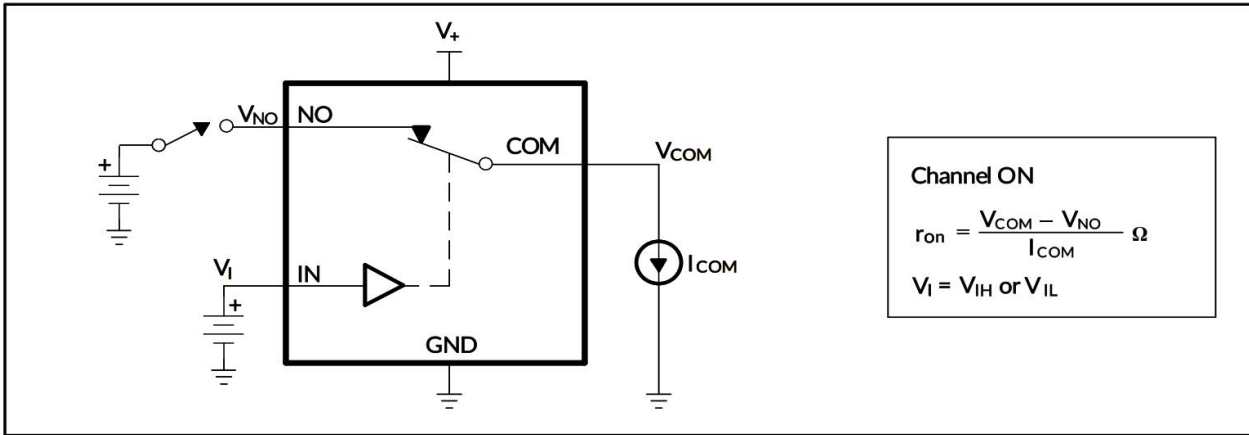 V+
VNO NO
COM
VCOM
+
VI IN
+
ICOM
GND
Channel ON
ron = VCOM – VNO / ICOM Ω
VI = VIH or VIL